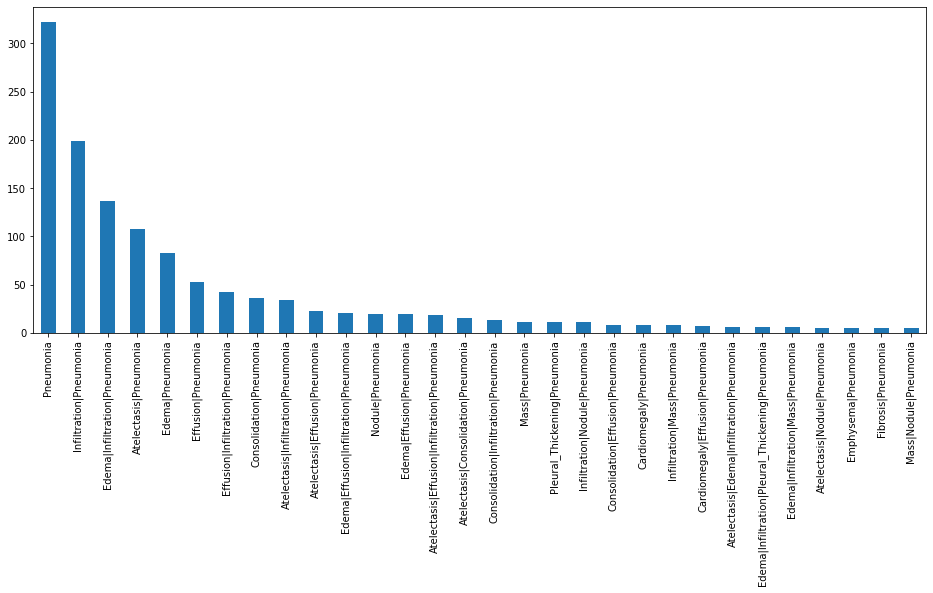 300
250
200
150
100
50
0
Pneumonia
Infiltration|Pneumonia
Edema|Infiltration|Pneumonia
Atelectasis|Pneumonia
Edema|Pneumonia
Effusion|Pneumonia
Effusion|Infiltration|Pneumonia
Consolidation|Pneumonia
Atelectasis|Infiltration|Pneumonia
Atelectasis|Effusion|Pneumonia
Edema|Effusion|Infiltration|Pneumonia
Nodule|Pneumonia
Edema|Effusion|Pneumonia
Atelectasis|Effusion|Infiltration|Pneumonia
Atelectasis|Consolidation|Pneumonia
Consolidation|Infiltration|Pneumonia
Mass|Pneumonia
Pleural_Thickening|Pneumonia
Infiltration|Nodule|Pneumonia
Consolidation|Effusion|Pneumonia
Cardiomegaly|Pneumonia
Infiltration|Mass|Pneumonia
Cardiomegaly|Effusion|Pneumonia
Atelectasis|Edema|Infiltration|Pneumonia
Edema|Infiltration|Pleural_Thickening|Pneumonia
Edema|Infiltration|Mass|Pneumonia
Atelectasis|Nodule|Pneumonia
Emphysema|Pneumonia
Fibrosis|Pneumonia
Mass|Nodule|Pneumonia